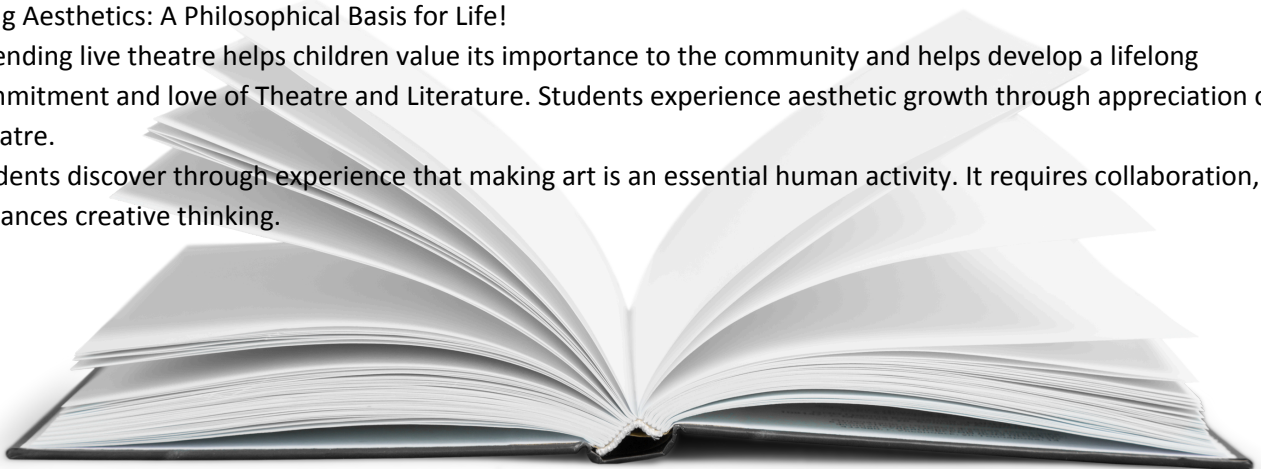 g Aesthetics: A Philosophical Basis for Life!
ending live theatre helps children value its importance to the community and helps develop a lifelong
mmitment and love of Theatre and Literature. Students experience aesthetic growth through appreciation
atre.
dents discover through experience that making art is an essential human activity. It requires collaboration,
ances creative thinking.